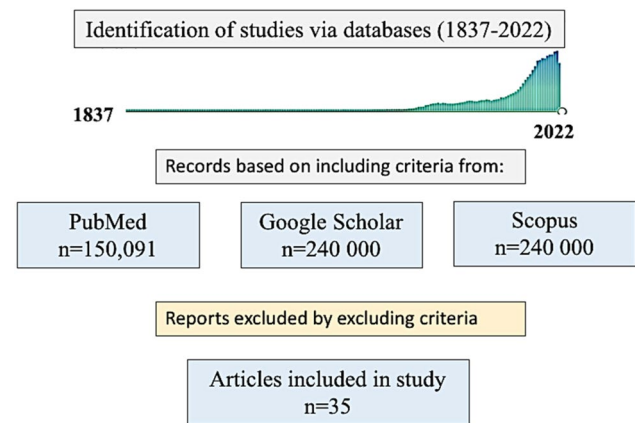 Identification of studies via databases (1837-2022)
1837
2022
Records based on including criteria from:
PubMed
n=150,091
Google Scholar
n=240 000
Scopus
n=240 000
Reports excluded by excluding criteria
Articles included in study
n=35